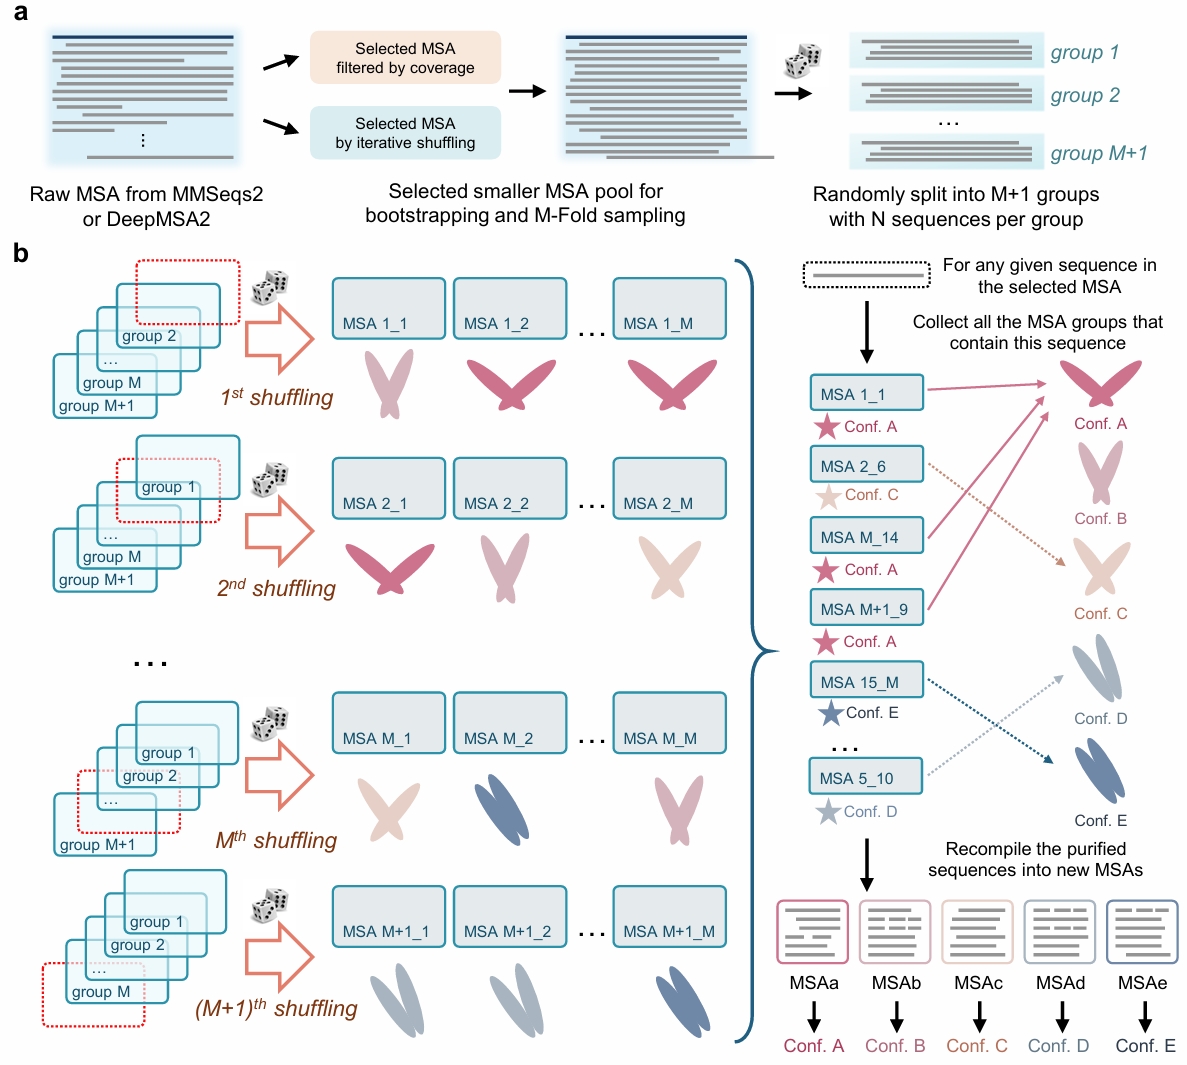 a
Selected MSA
filtered by coverage
Selected MSA
by iterative shuffling
group 1
group 2
...
group M+1
Raw MSA from MMSeqs2
or DeepMSA2
Selected smaller MSA pool for
bootstrapping and M-Fold sampling
Randomly split into M+1 groups
with N sequences per group
b
group 2
...
group M
group M+1
1st shuffling
MSA 1_1
MSA 1_2
...
MSA 1_M
group 1
...
group M
group M+1
2nd shuffling
MSA 2_1
MSA 2_2
...
MSA 2_M
...
group 1
group 2
...
group M+1
Mth shuffling
MSA M_1
MSA M_2
...
MSA M_M
group 1
group 2
...
group M
(M+1)th shuffling
MSA M+1_1
MSA M+1_2
...
MSA M+1_M
For any given sequence in
the selected MSA
Collect all the MSA groups that
contain this sequence
MSA 1_1
Conf. A
MSA 2_6
Conf. C
MSA M_14
Conf. A
MSA M+1_9
Conf. A
MSA 15_M
Conf. E
...
MSA 5_10
Conf. D
Conf. A
Conf. B
Conf. C
Conf. D
Conf. E
Recompile the purified
sequences into new MSAs
MSAa MSAb MSAc MSAd MSAe
Conf. A Conf. B Conf. C Conf. D Conf. E